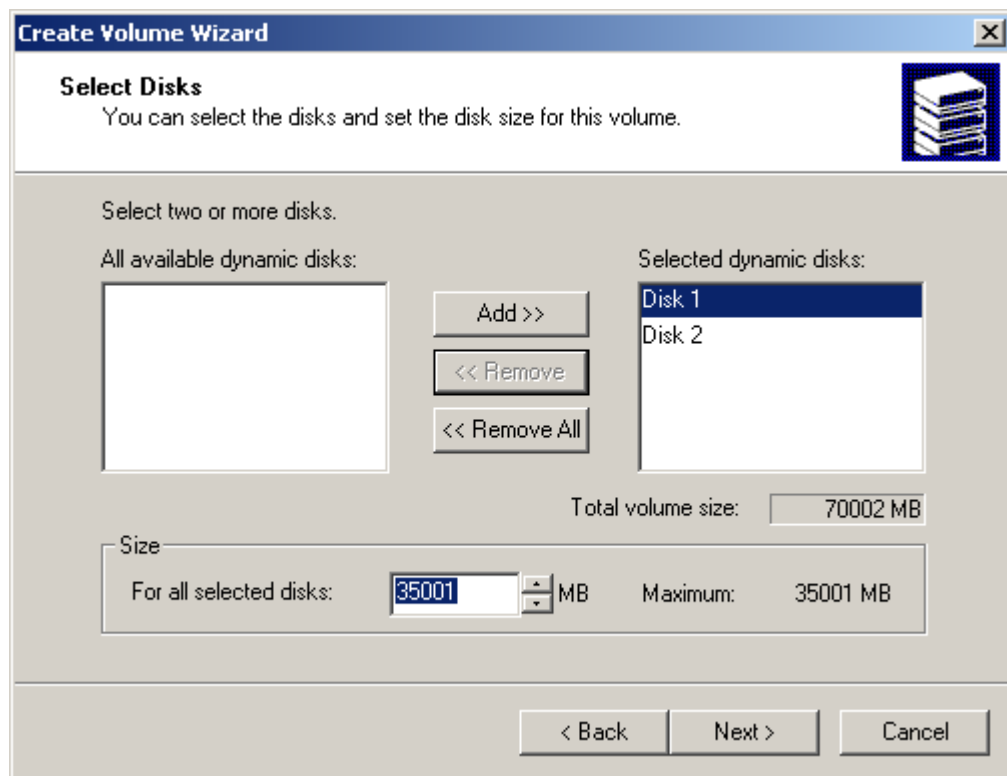 Create Volume Wizard
Select Disks
You can select the disks and set the disk size for this volume.
Select two or more disks.
All available dynamic disks:
Selected dynamic disks:
Add >>
<< Remove
<< Remove All
Disk 1
Disk 2
Total volume size: 70002 MB
Size
For all selected disks: 35001 MB Maximum: 35001 MB
< Back Next > Cancel